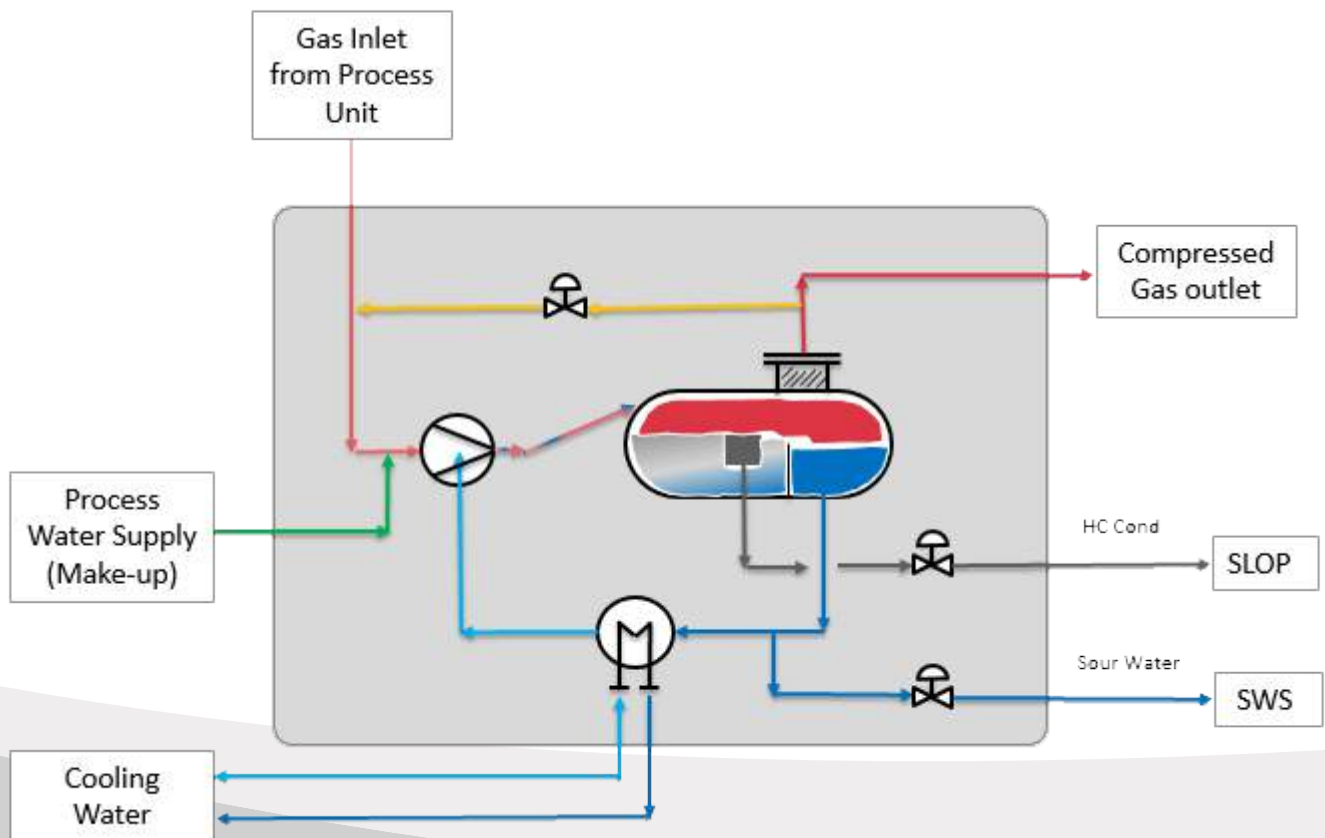 Gas Inlet
from Process
Unit
Compressed
Gas outlet
Process
Water Supply
(Make-up)
HC Cond
SLOP
Sour Water
SWS
Cooling
Water